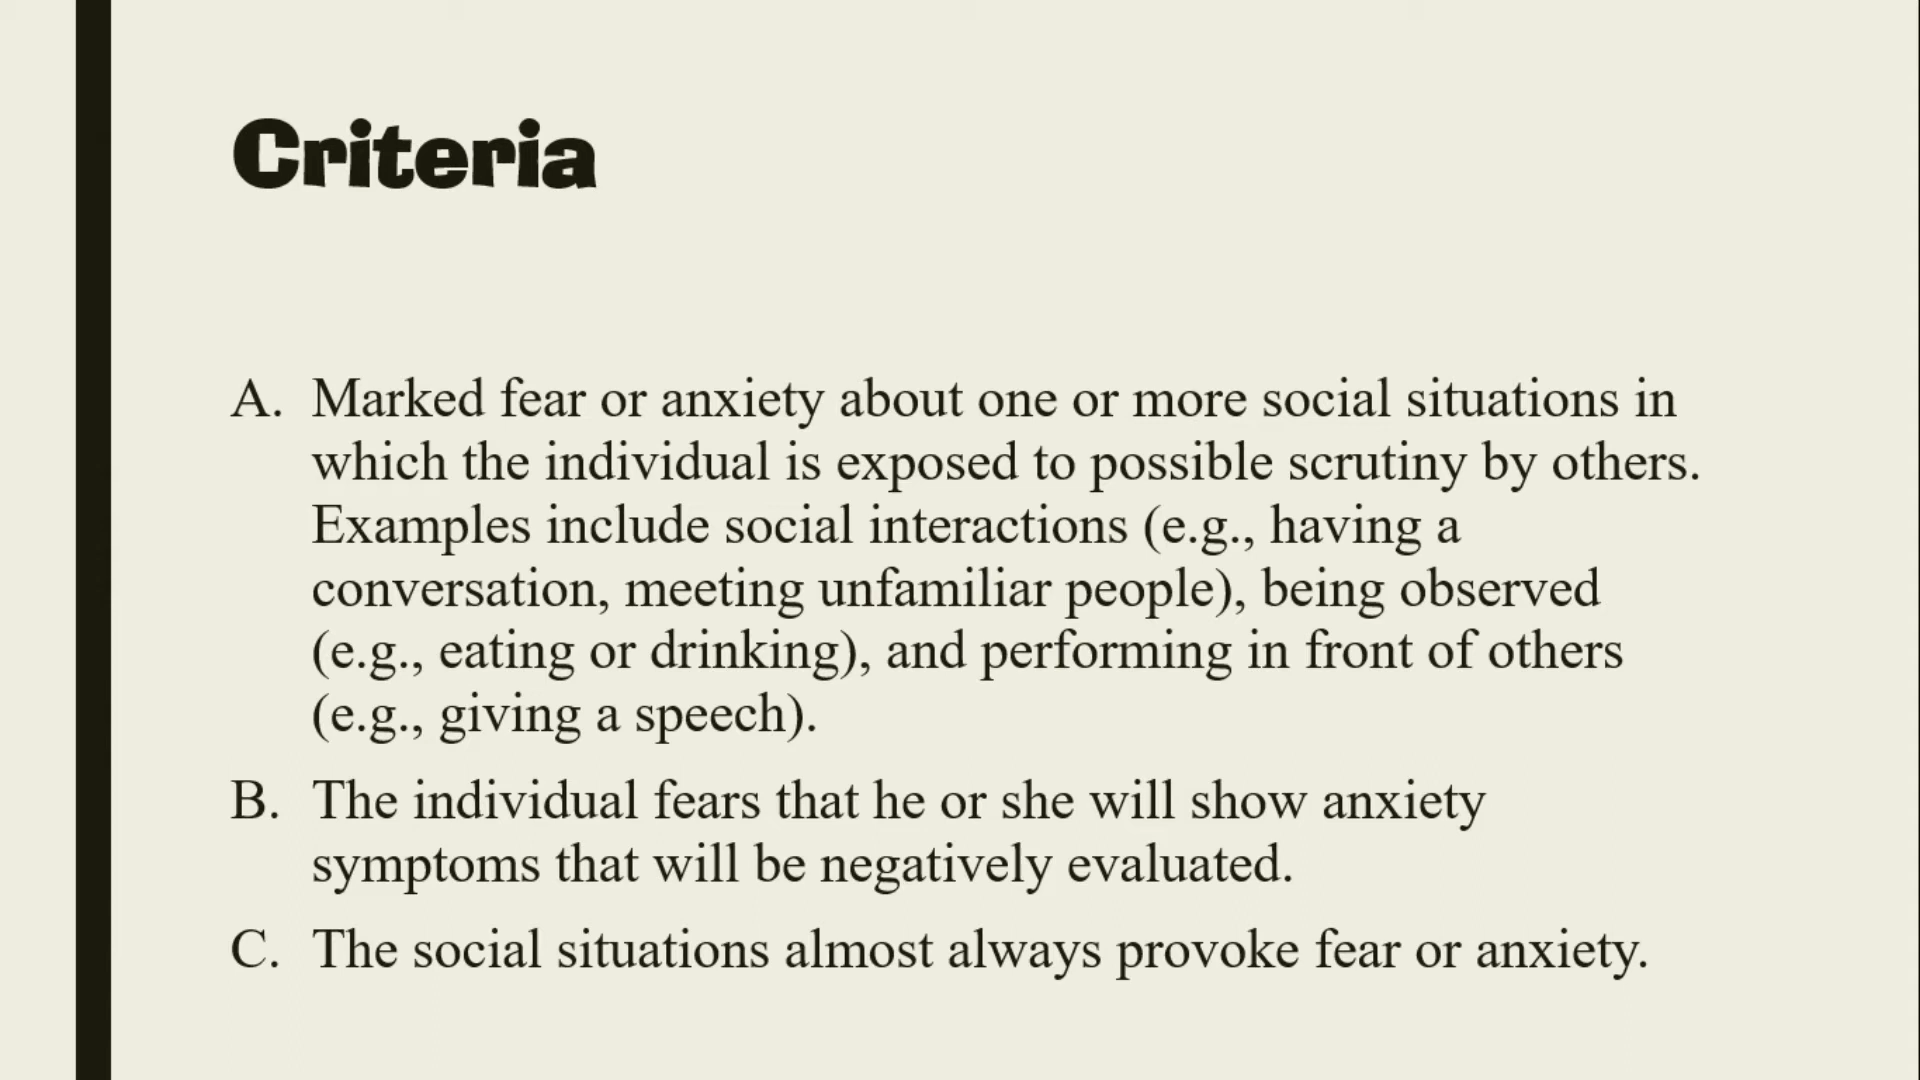 Criteria
A. Marked fear or anxiety about one or more social situations in
which the individual is exposed to possible scrutiny by others.
Examples include social interactions (e.g., having a
conversation, meeting unfamiliar people), being observed
(e.g., eating or drinking), and performing in front of others
(e.g., giving a speech).
B. The individual fears that he or she will show anxiety
symptoms that will be negatively evaluated.
C. The social situations almost always provoke fear or anxiety.